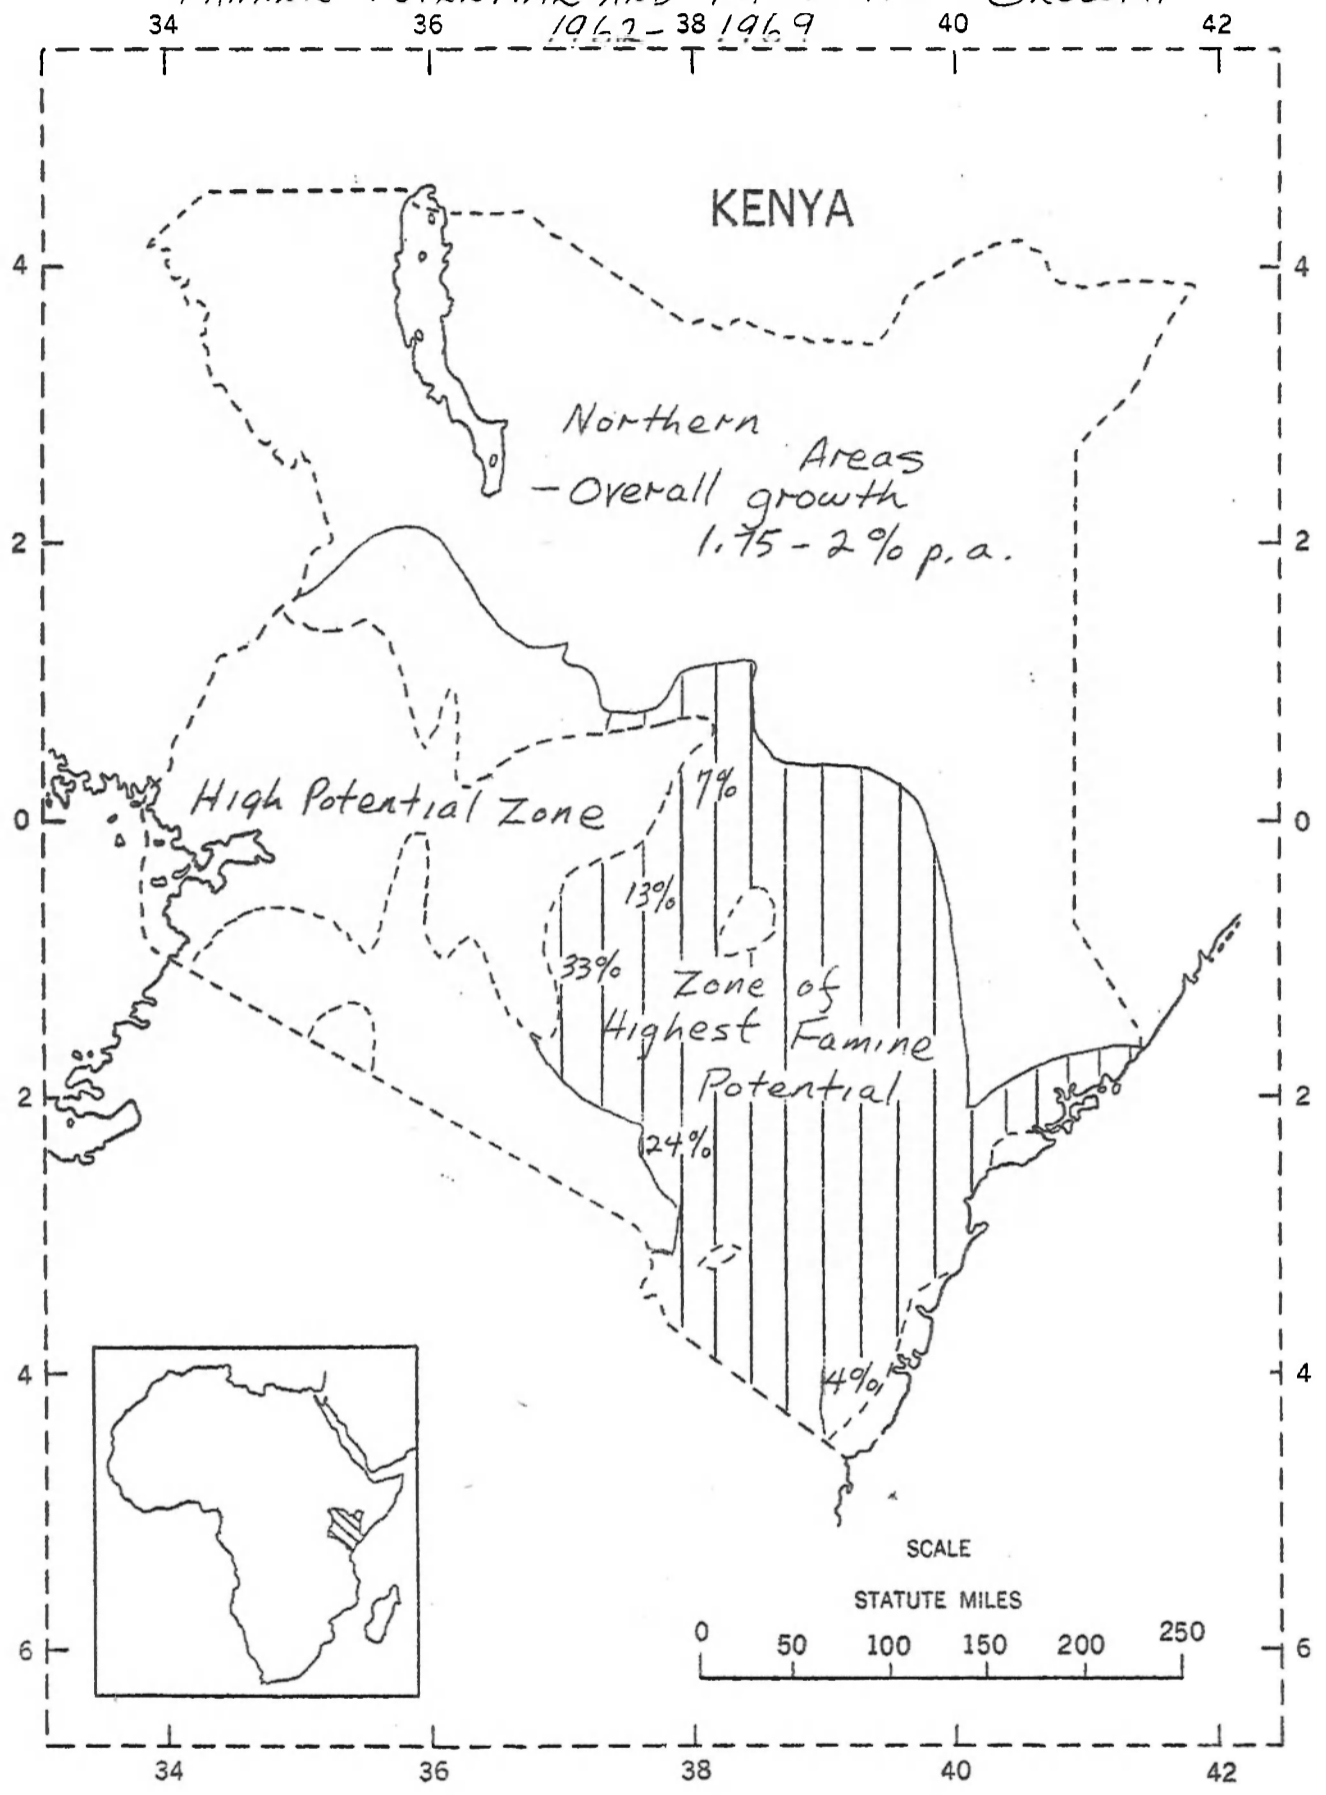 34 36 38 40 42
1962-1969
KENYA
4 4
Northern
Areas
-Overall growth
1.75-2% p.a.
2 2
7%
High Potential Zone
0 0
13%
33%
Zone of
Highest Famine
Potential
2 2
24%
4 4
4%
SCALE
STATUTE MILES
0 50 100 150 200 250
6 6
34 36 38 40 42